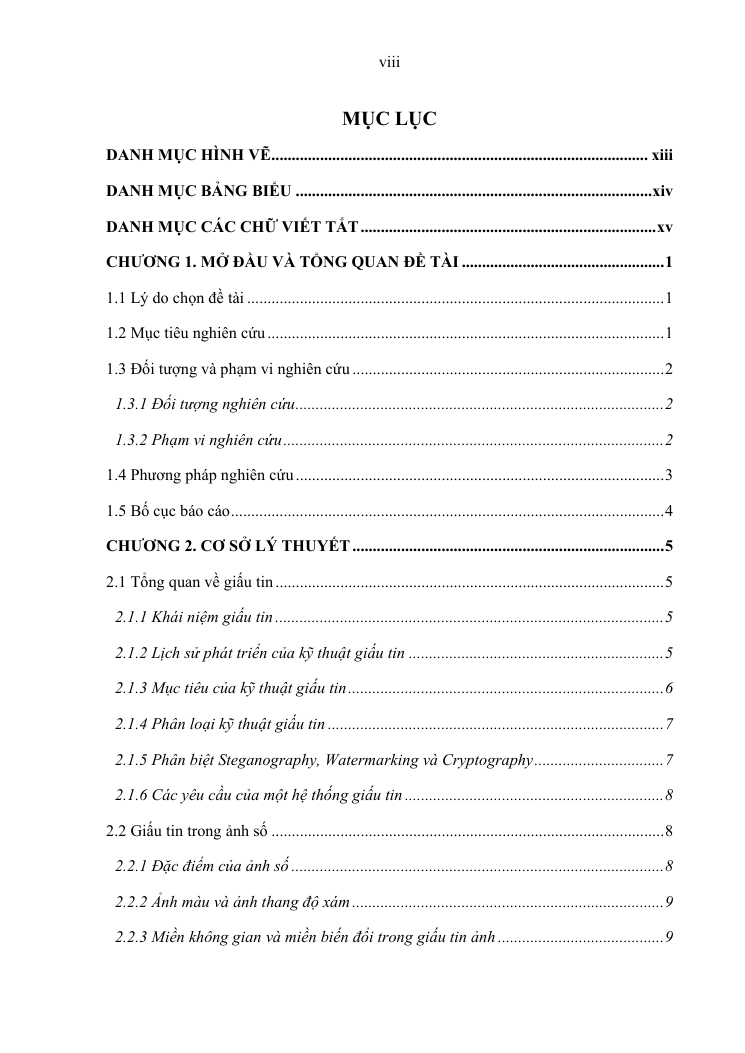 viii
MỤC LỤC
DANH MỤC HÌNH VẼ.......... xiii
DANH MỤC BẢNG BIỂU .......... xiv
DANH MỤC CÁC CHỮ VIẾT TẮT .......... xv
CHƯƠNG 1. MỞ ĐẦU VÀ TỔNG QUAN ĐỀ TÀI .......... 1
1.1 Lý do chọn đề tài .......... 1
1.2 Mục tiêu nghiên cứu .......... 1
1.3 Đối tượng và phạm vi nghiên cứu .......... 2
1.3.1 Đối tượng nghiên cứu .......... 2
1.3.2 Phạm vi nghiên cứu .......... 2
1.4 Phương pháp nghiên cứu .......... 3
1.5 Bố cục báo cáo .......... 4
CHƯƠNG 2. CƠ SỞ LÝ THUYẾT .......... 5
2.1 Tổng quan về giấu tin .......... 5
2.1.1 Khái niệm giấu tin .......... 5
2.1.2 Lịch sử phát triển của kỹ thuật giấu tin .......... 5
2.1.3 Mục tiêu của kỹ thuật giấu tin .......... 6
2.1.4 Phân loại kỹ thuật giấu tin .......... 7
2.1.5 Phân biệt Steganography, Watermarking và Cryptography .......... 7
2.1.6 Các yêu cầu của một hệ thống giấu tin .......... 8
2.2 Giấu tin trong ảnh số .......... 8
2.2.1 Đặc điểm của ảnh số .......... 8
2.2.2 Ảnh màu và ảnh thang độ xám .......... 9
2.2.3 Miền không gian và miền biến đổi trong giấu tin ảnh .......... 9